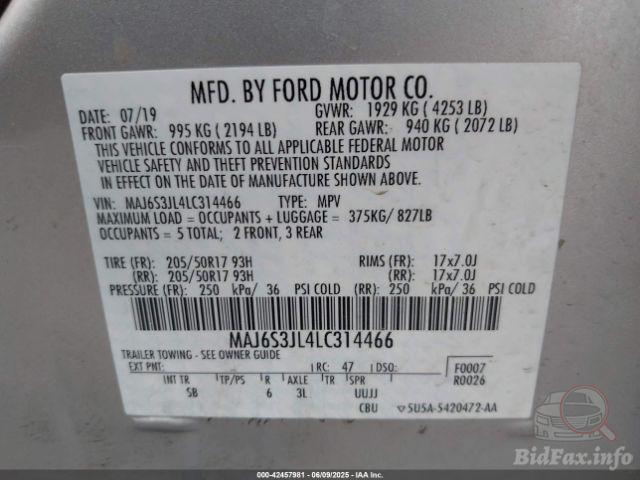 MFD. BY FORD MOTOR CO.
DATE: 07/19 GVWR: 1929 KG ( 4253 LB)
FRONT GAWR: 995 KG ( 2194 LB) REAR GAWR: 940 KG ( 2072 LB)
THIS VEHICLE CONFORMS TO ALL APPLICABLE FEDERAL MOTOR
VEHICLE SAFETY AND THEFT PREVENTION STANDARDS
IN EFFECT ON THE DATE OF MANUFACTURE SHOWN ABOVE.
VIN: MAJ6S3JL4LC314466 TYPE: MPV
MAXIMUM LOAD = OCCUPANTS + LUGGAGE = 375KG/ 827LB
OCCUPANTS = 5 TOTAL; 2 FRONT, 3 REAR
TIRE (FR): 205/50R17 93H RIMS (FR): 17x7.0J
(RR): 205/50R17 93H (RR): 17x7.0J
PRESSURE (FR): 250 kPa/ 36 PSI COLD (RR): 250 kPa/ 36 PSI COLD
MAJ6S3JL4LC314466
TRAILER TOWING - SEE OWNER GUIDE
EXT PNT: RC: 47 DSO: F0007
R0026
INT TR TP/PS R AXLE TR SPR
SB 6 3L UUJJ
CBU 5U5A-5420472-AA
BidFax.info
000-42457981 - 06/09/2025 - IAA Inc.